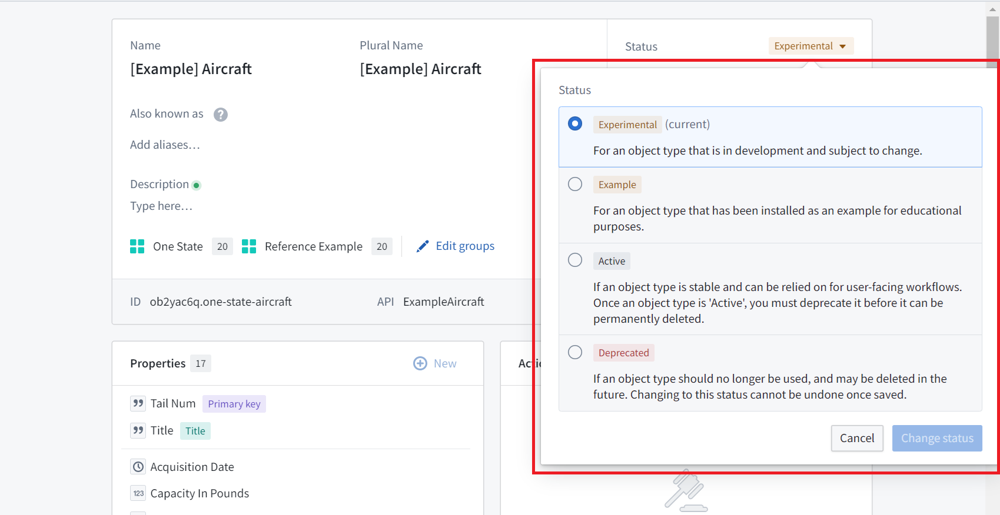 Name
[Example] Aircraft
Plural Name
[Example] Aircraft
Status
Experimental
Also known as ?
Add aliases…
Description
Type here…
One State 20
Reference Example 20
Edit groups
ID ob2yac6q.one-state-aircraft
API ExampleAircraft
Status
Experimental (current)
For an object type that is in development and subject to change.
Example
For an object type that has been installed as an example for educational
purposes.
Active
If an object type is stable and can be relied on for user-facing workflows.
Once an object type is 'Active', you must deprecate it before it can be
permanently deleted.
Deprecated
If an object type should no longer be used, and may be deleted in the
future. Changing to this status cannot be undone once saved.
Cancel
Change status
Properties 17
New
Tail Num Primary key
Title Title
Acquisition Date
123 Capacity In Pounds